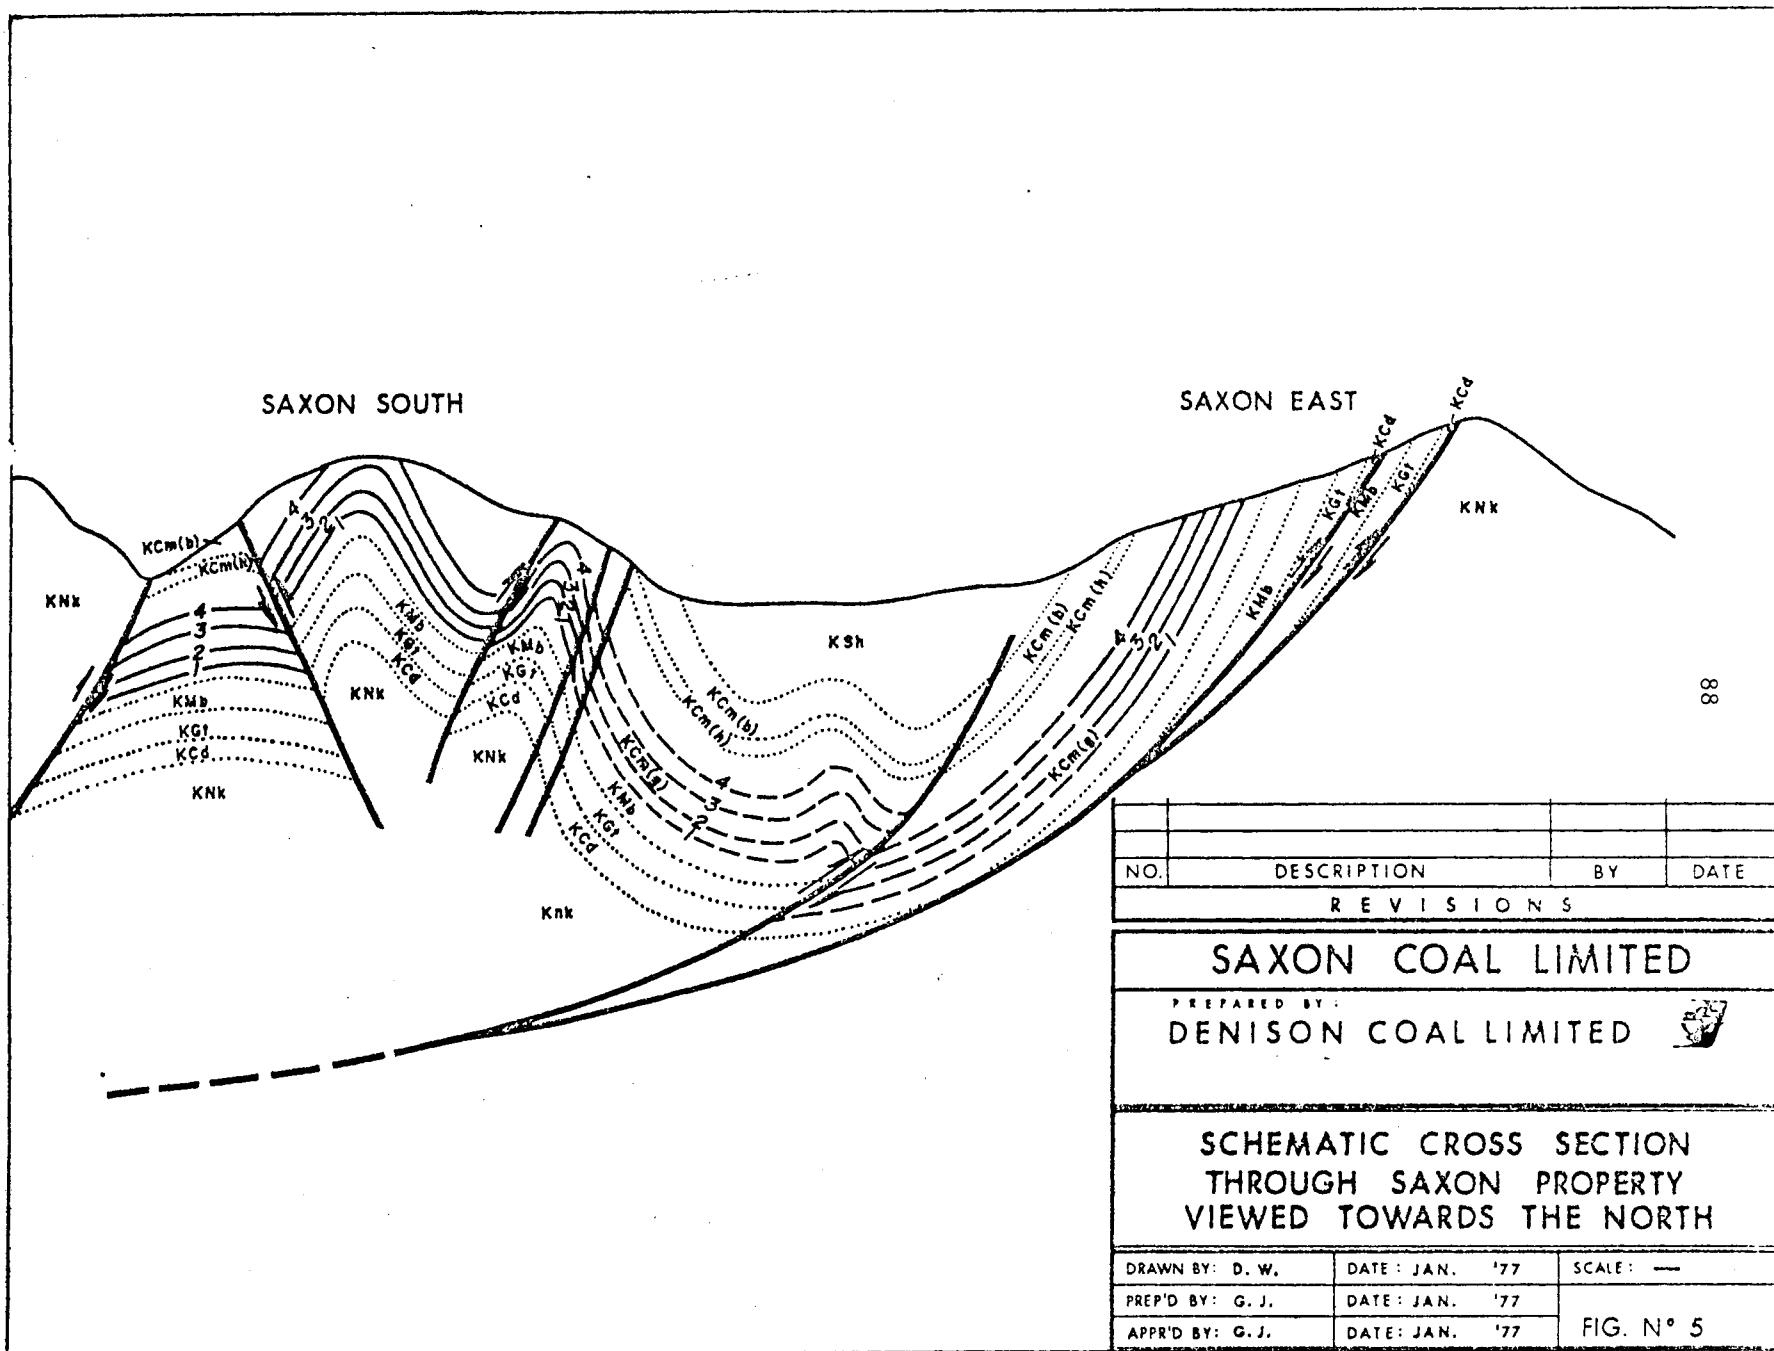 SAXON SOUTH
SAXON EAST
KCd
KCd
KNk
KCm(b)
KCm(h)
4
3
2
1
KMb
KGt
KCd
KNk
4
3
2
1
KMb
KGt
KCd
KNk
KMb
KGt
KCd
KNk
4
3
2
1
KSh
KCm(b)
KCm(h)
KCm(g)
4
3
2
1
KMb
KGt
KCd
Knk
KCm(b)
KCm(h)
4
3
2
1
KCm(g)
KMb
KGt
KMb
KGt
KNk
88
NO. DESCRIPTION BY DATE
REVISIONS
SAXON COAL LIMITED
PREPARED BY:
DENISON COAL LIMITED
SCHEMATIC CROSS SECTION
THROUGH SAXON PROPERTY
VIEWED TOWARDS THE NORTH
DRAWN BY: D. W. DATE: JAN. '77 SCALE: —
PREP'D BY: G. J. DATE: JAN. '77
APPR'D BY: G. J. DATE: JAN. '77 FIG. Nº 5